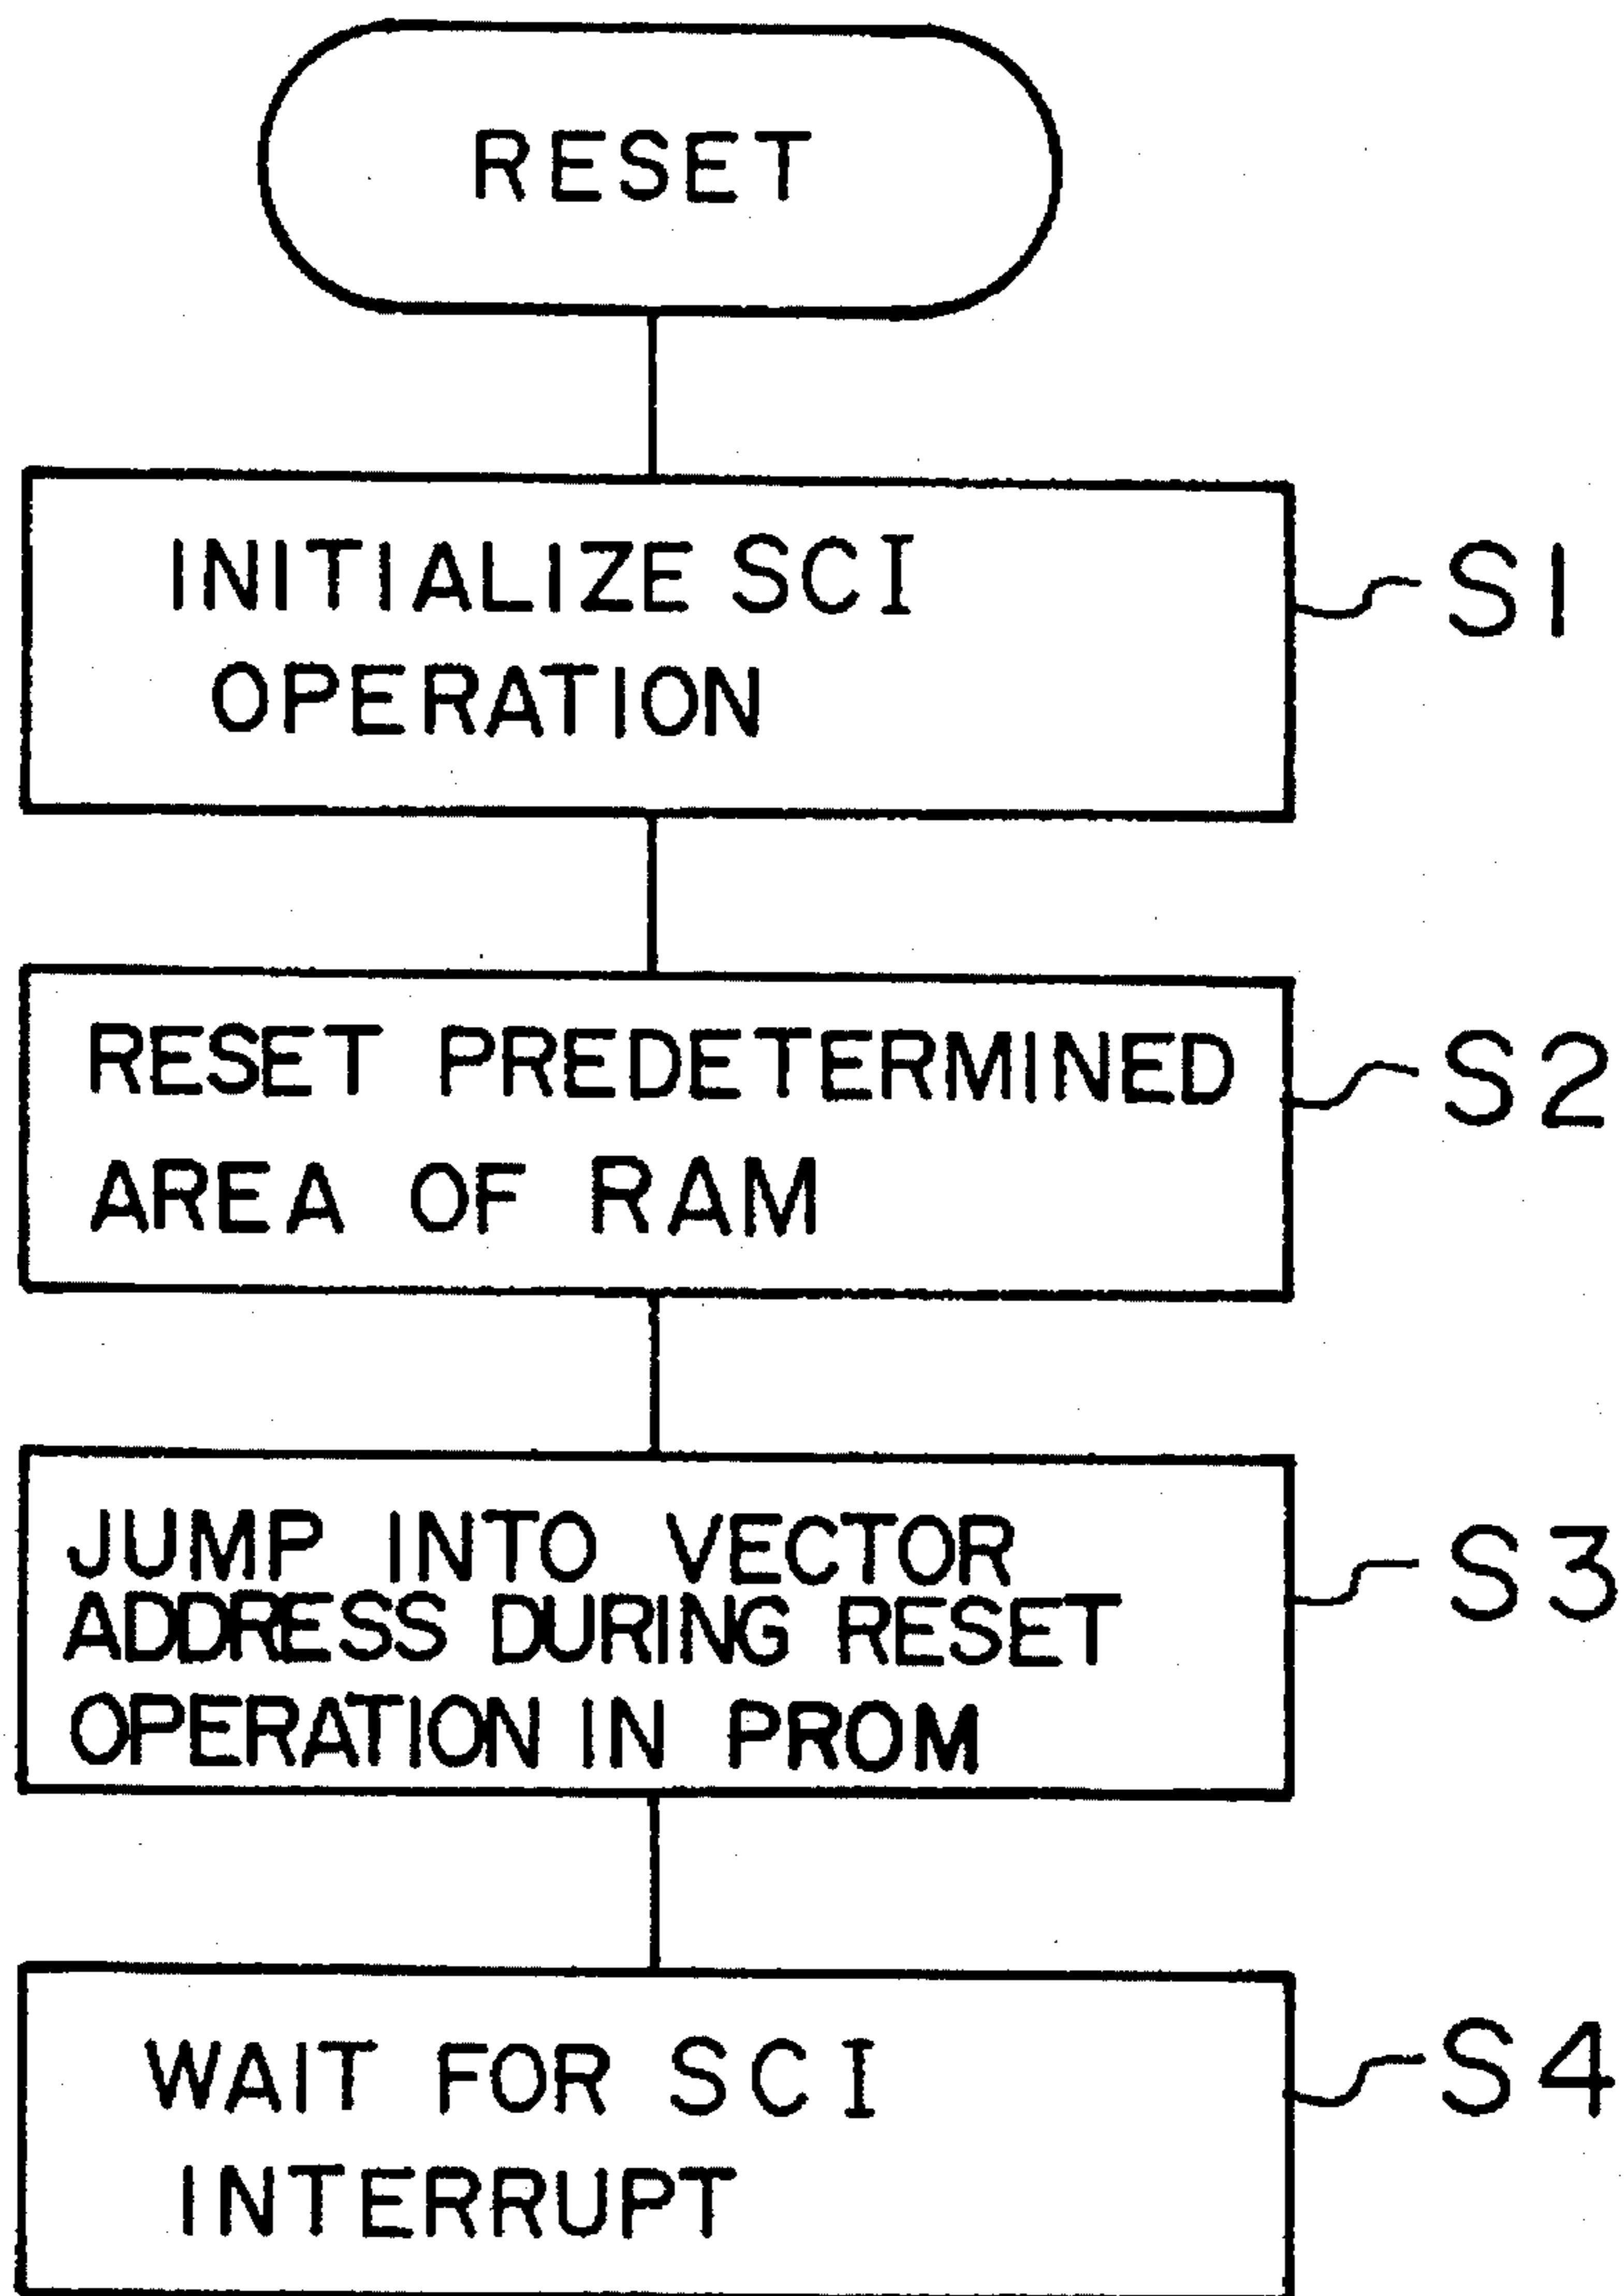 RESET
INITIALIZE SCI
OPERATION
S1
RESET PREDETERMINED
AREA OF RAM
S2
JUMP INTO VECTOR
ADDRESS DURING RESET
OPERATION IN PROM
S3
WAIT FOR SCI
INTERRUPT
S4